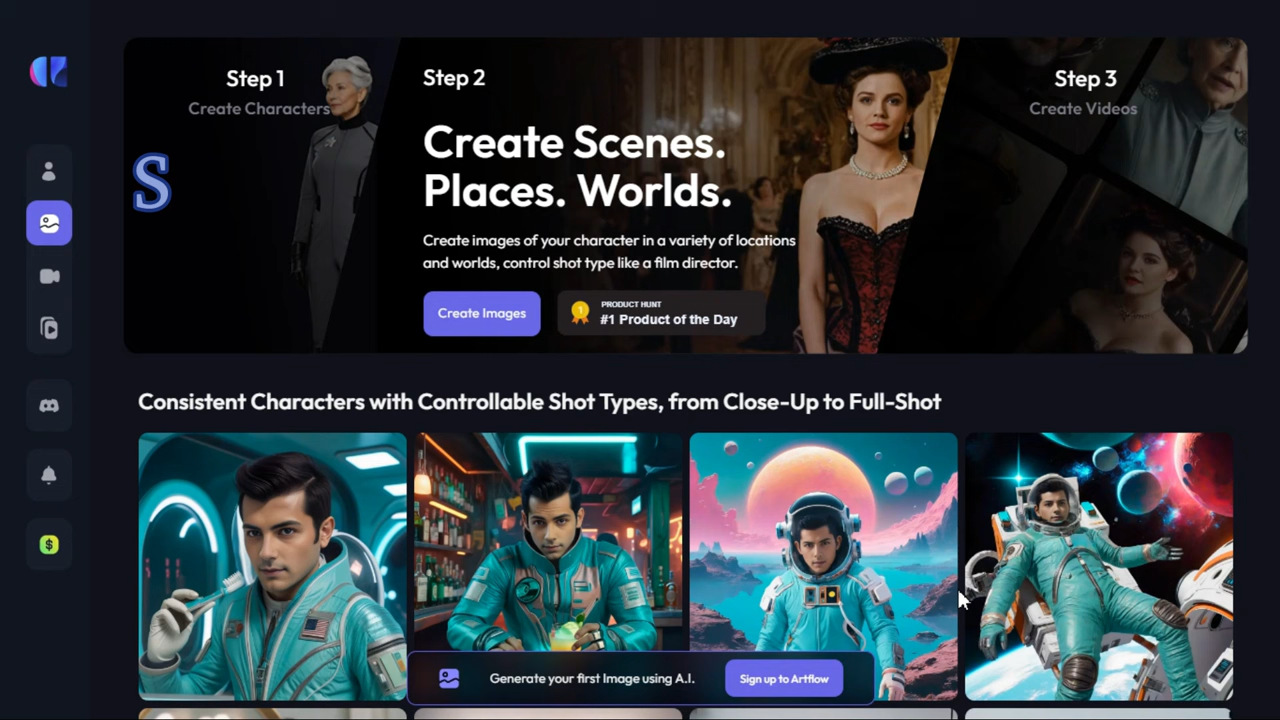 Step 1
Create Characters
S
Step 2
Create Scenes.
Places. Worlds.
Create images of your character in a variety of locations
and worlds, control shot type like a film director.
Create Images
PRODUCT HUNT
#1 Product of the Day
Step 3
Create Videos
Consistent Characters with Controllable Shot Types, from Close-Up to Full-Shot
Generate your first Image using A.I.
Sign up to Artflow